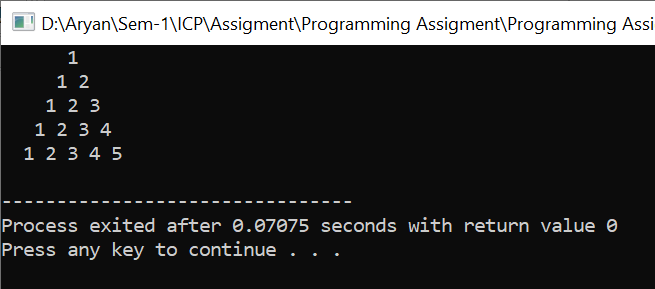 D:\Aryan\Sem-1\ICP\Assigment\Programming Assigment\Programming Assi
1
1 2
1 2 3
1 2 3 4
1 2 3 4 5
--------------------------------
Process exited after 0.07075 seconds with return value 0
Press any key to continue . . .